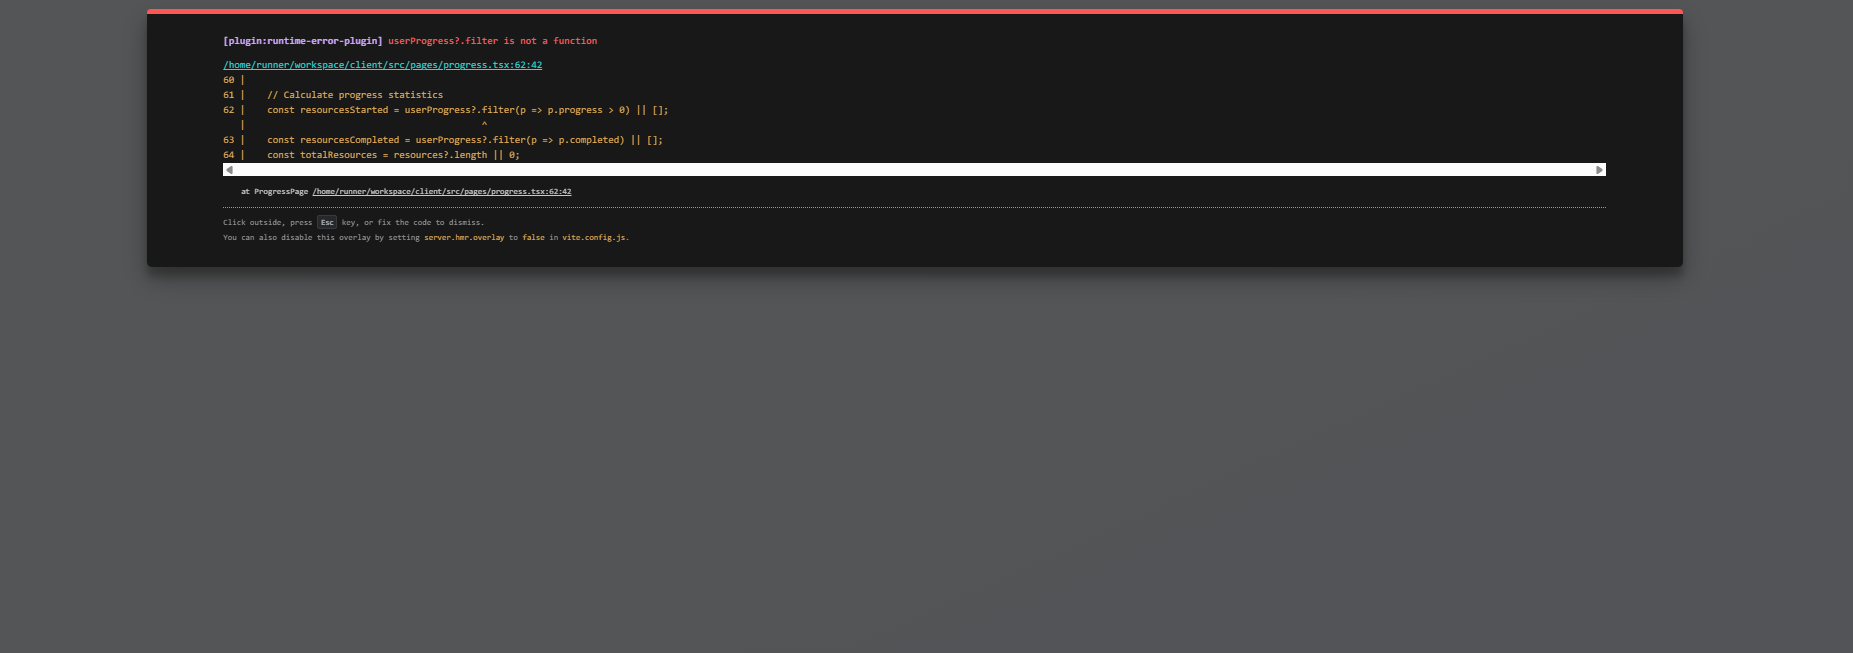 [plugin:runtime-error-plugin] userProgress?.filter is not a function
/home/runner/workspace/client/src/pages/progress.tsx:62:42
60 |
61 |    // Calculate progress statistics
62 |    const resourcesStarted = userProgress?.filter(p => p.progress > 0) || [];
   |                                           ^
63 |    const resourcesCompleted = userProgress?.filter(p => p.completed) || [];
64 |    const totalResources = resources?.length || 0;
at ProgressPage /home/runner/workspace/client/src/pages/progress.tsx:62:42
Click outside, press Esc key, or fix the code to dismiss.
You can also disable this overlay by setting server.hmr.overlay to false in vite.config.js.